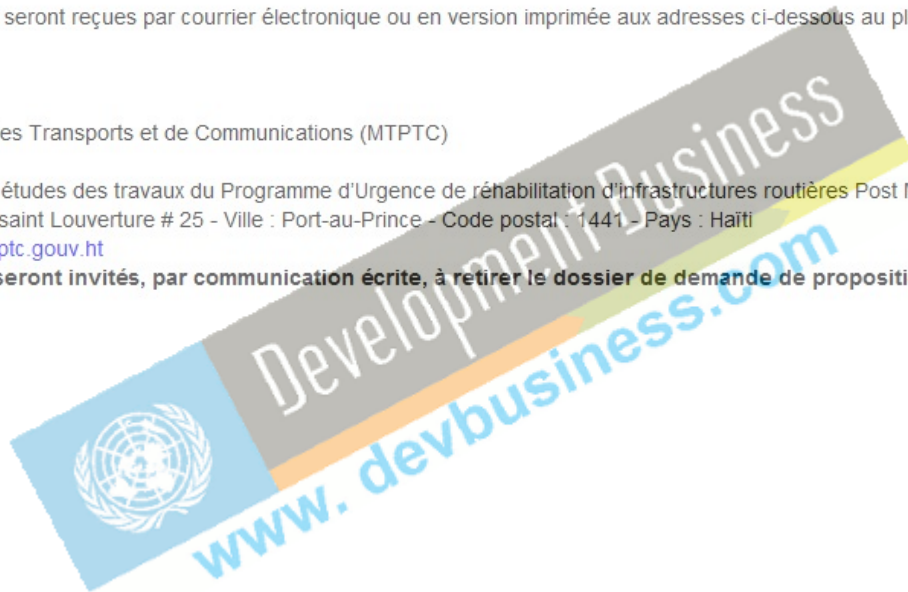 seront reçues par courrier électronique ou en version imprimée aux adresses ci-dessous au pl
es Transports et de Communications (MTPTC)
études des travaux du Programme d'Urgence de réhabilitation d'infrastructures routières Post M
saint Louverture # 25 - Ville : Port-au-Prince - Code postal : 1441 - Pays : Haïti
ptc.gouv.ht
seront invités, par communication écrite, à retirer le dossier de demande de propositi
Development Business
www. devbusiness.com